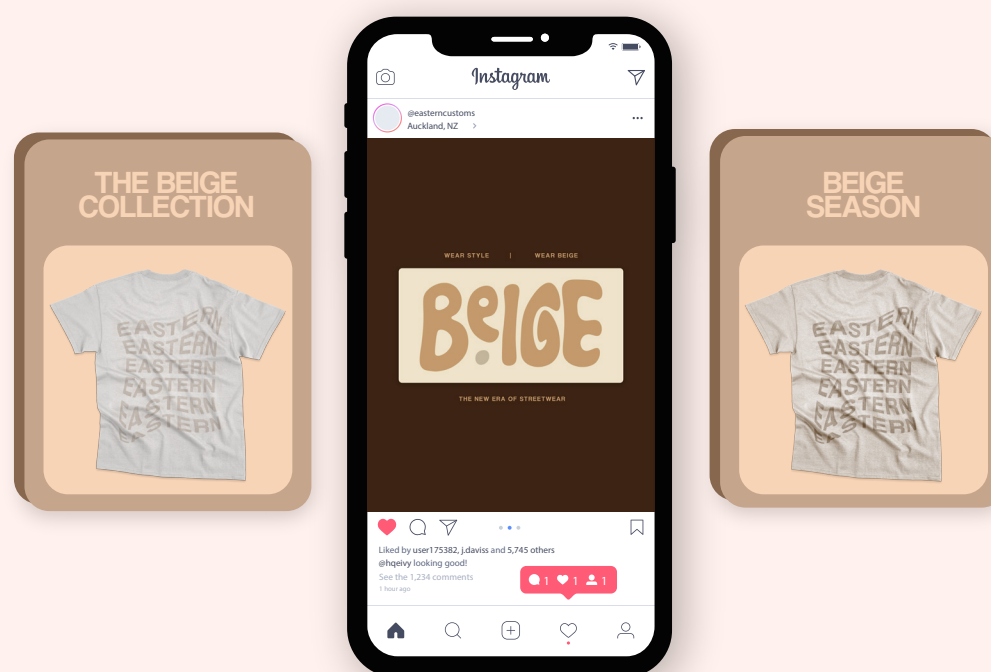 THE BEIGE
COLLECTION
EASTERN
EASTERN
EASTERN
EASTERN
EASTERN
EASTERN
Instagram
@easterncustoms
Auckland, NZ >
WEAR STYLE | WEAR BEIGE
BeIGE
THE NEW ERA OF STREETWEAR
Liked by user175382, j.daviss and 5,745 others
@hqeivy looking good!
See the 1,234 comments
1 hour ago
1 1 1
BEIGE
SEASON
EASTERN
EASTERN
EASTERN
EASTERN
EASTERN
EASTERN